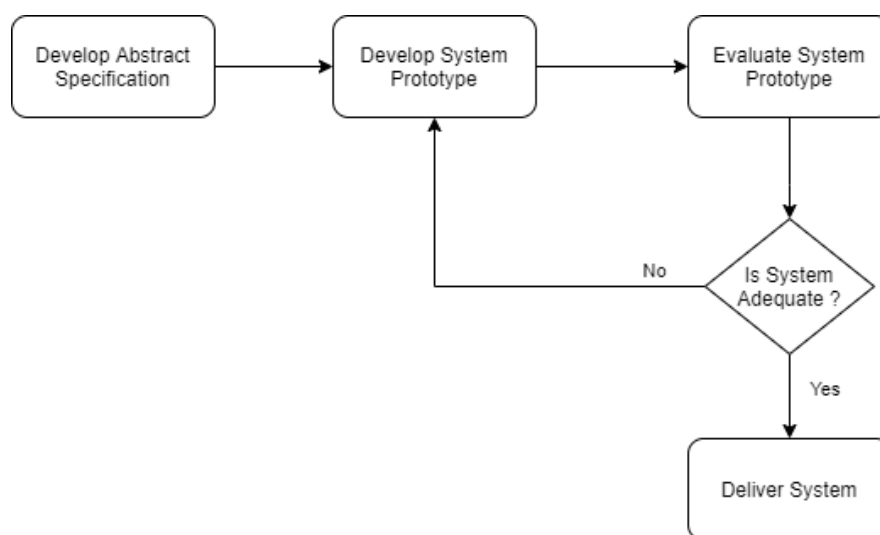 Develop Abstract
Specification
Develop System
Prototype
Evaluate System
Prototype
Is System
Adequate ?
No
Yes
Deliver System